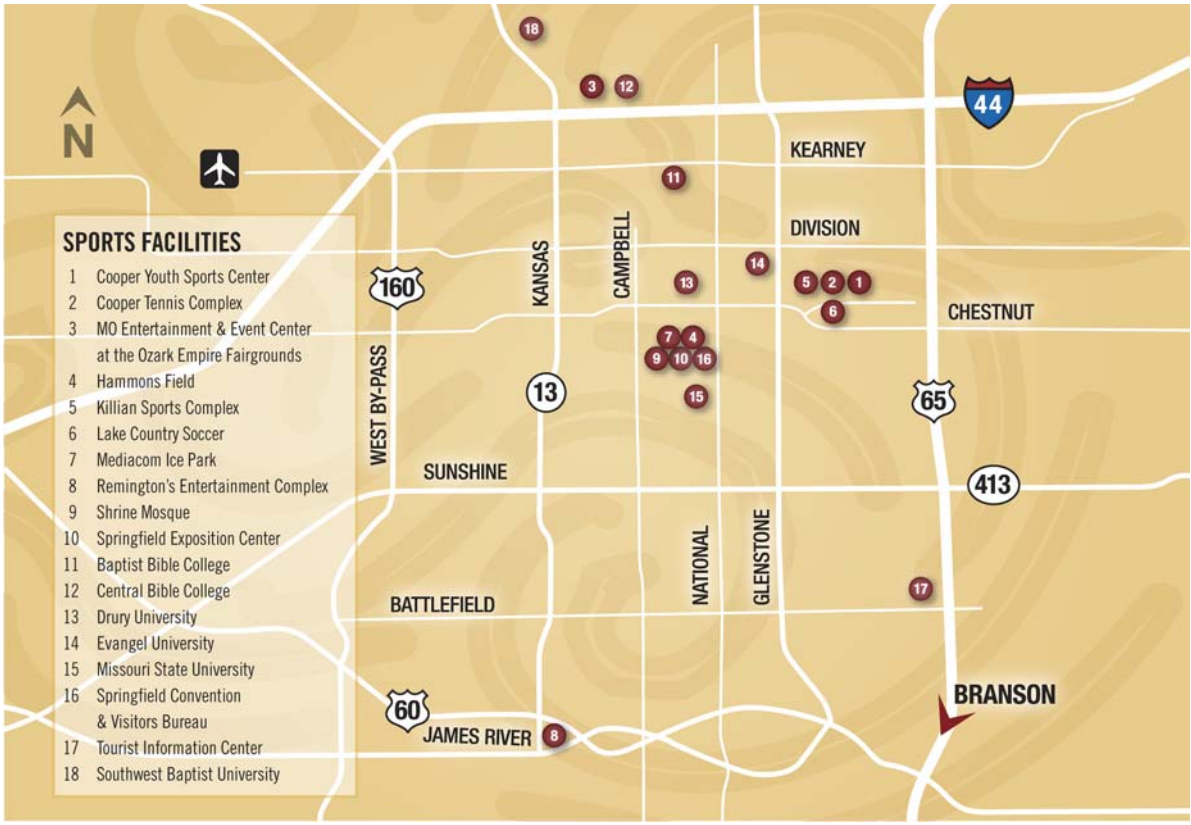 18
3 12
44
N
KEARNEY
11
DIVISION
SPORTS FACILITIES
1 Cooper Youth Sports Center
2 Cooper Tennis Complex
3 MO Entertainment & Event Center
at the Ozark Empire Fairgrounds
4 Hammons Field
5 Killian Sports Complex
6 Lake Country Soccer
7 Mediacom Ice Park
8 Remington's Entertainment Complex
9 Shrine Mosque
10 Springfield Exposition Center
11 Baptist Bible College
12 Central Bible College
13 Drury University
14 Evangel University
15 Missouri State University
16 Springfield Convention
& Visitors Bureau
17 Tourist Information Center
18 Southwest Baptist University
160
WEST BY-PASS
KANSAS
CAMPBELL
14
13
5 2 1
6
CHESTNUT
7 4
9 10 16
15
13
65
SUNSHINE
413
NATIONAL
GLENSTONE
17
BATTLEFIELD
BRANSON
60
JAMES RIVER
8